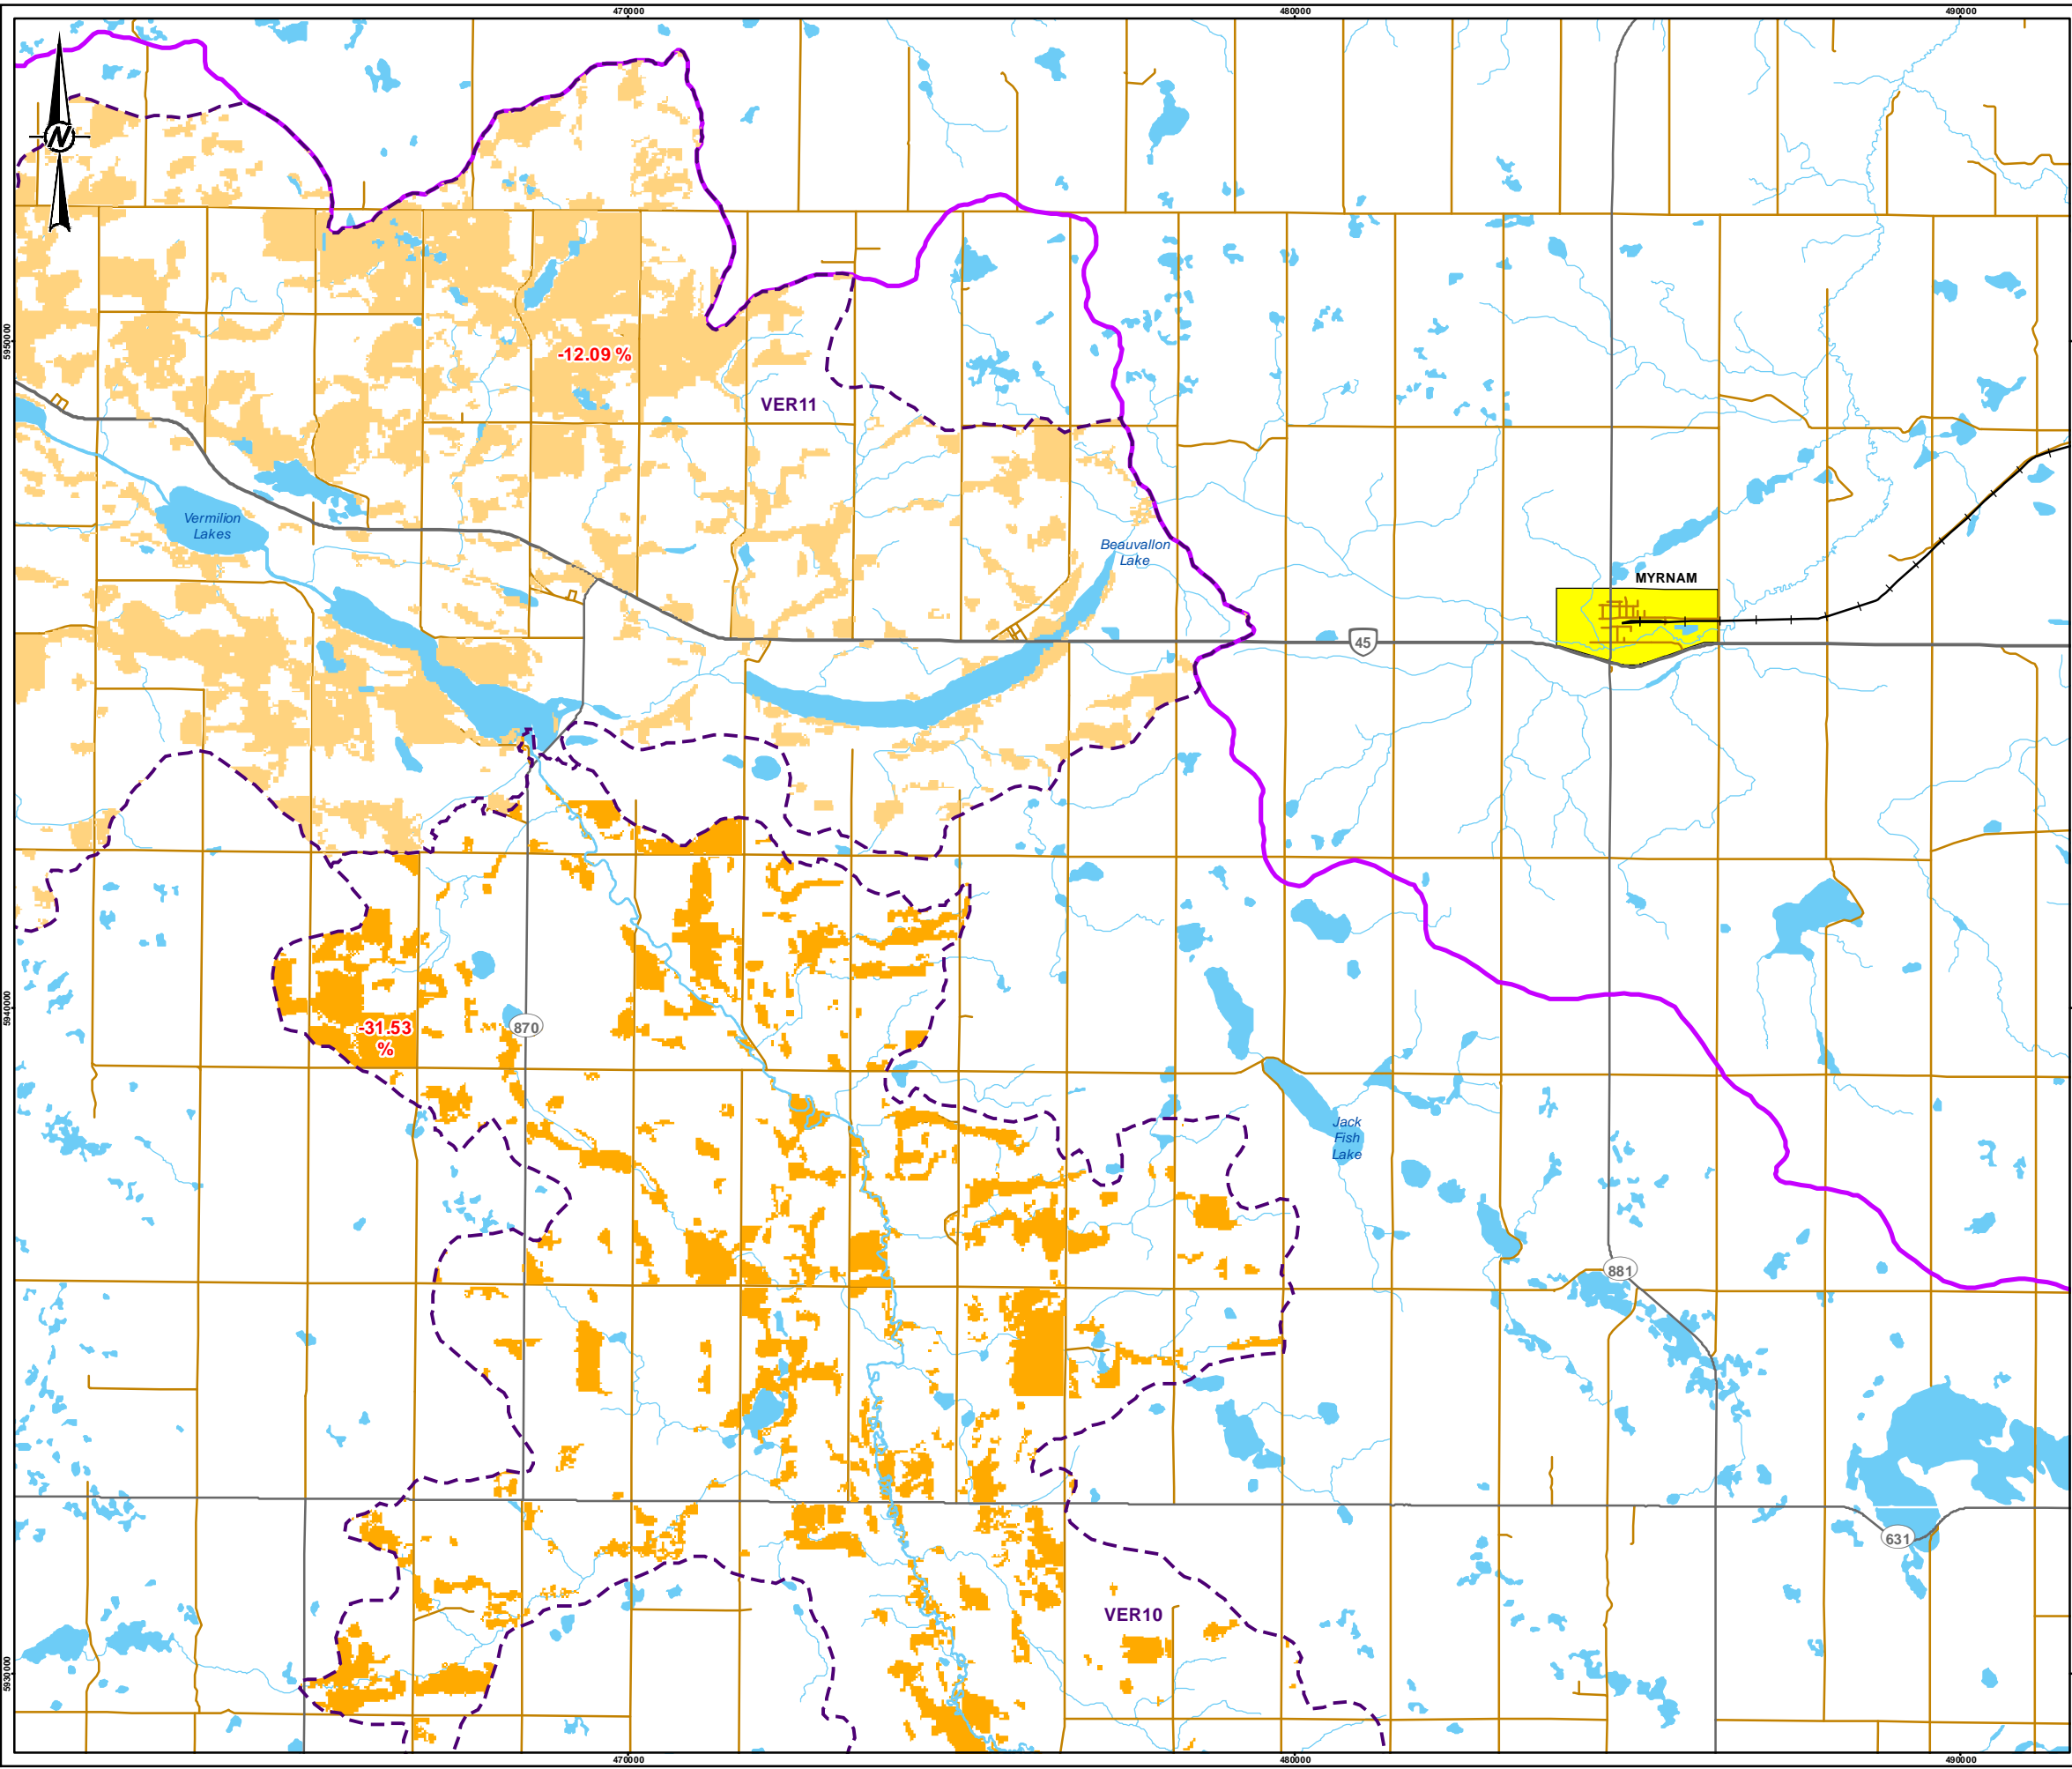 470000
480000
490000
N
5950000
-12.09 %
VER11
Vermilion
Lakes
Beauvallon
Lake
MYRNAM
45
5940000
-31.53
%
870
Jack
Fish
Lake
881
631
VER10
5930000
470000
480000
490000